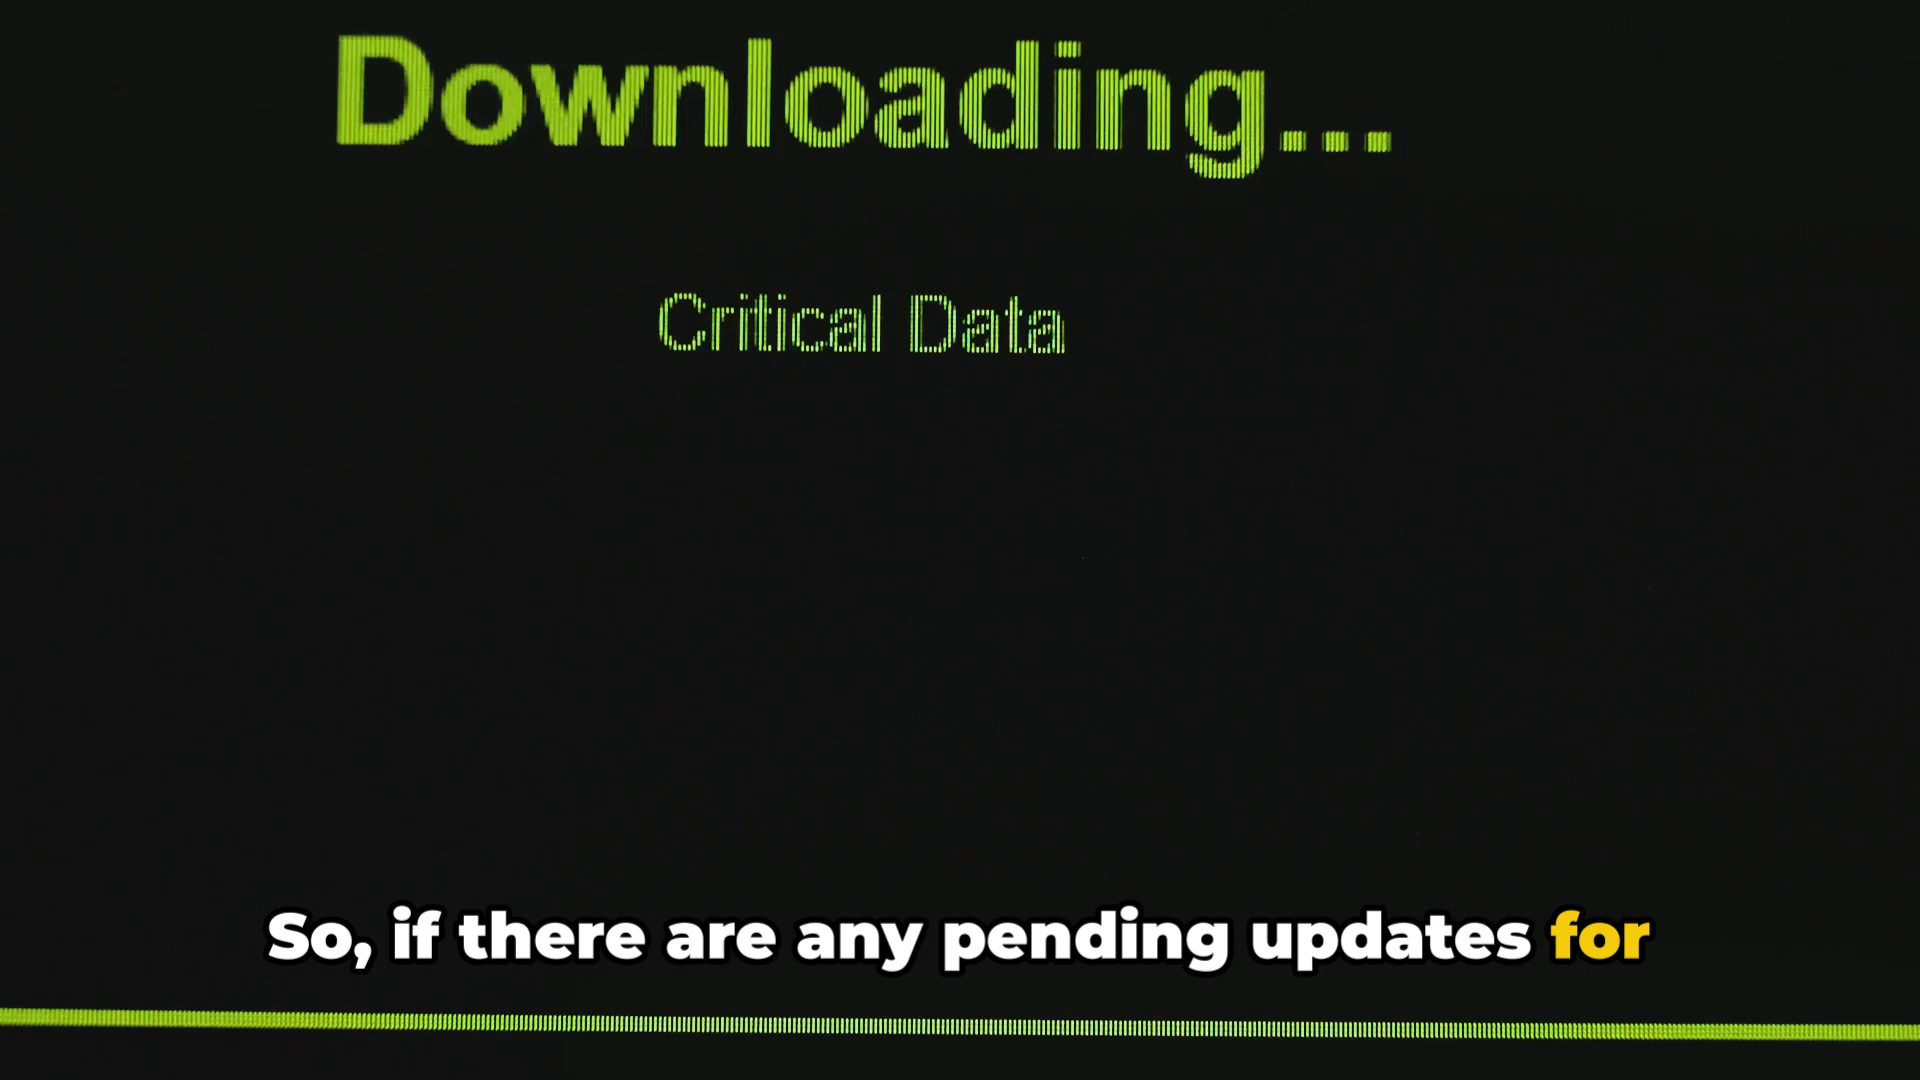 Downloading...
Critical Data
So, if there are any pending updates for